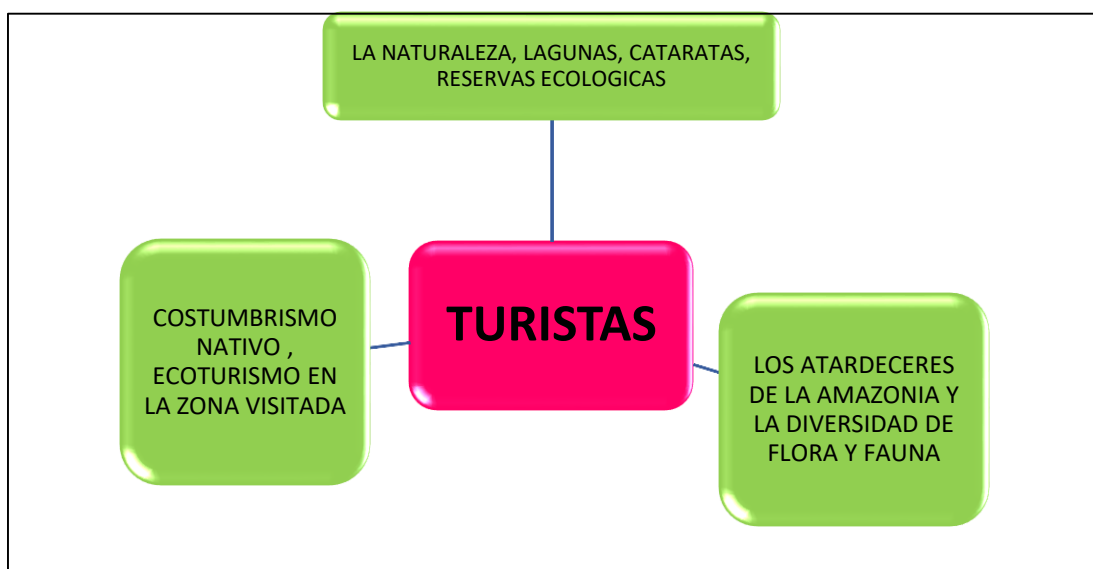 LA NATURALEZA, LAGUNAS, CATARATAS,
RESERVAS ECOLOGICAS
TURISTAS
COSTUMBRISMO
NATIVO ,
ECOTURISMO EN
LA ZONA VISITADA
LOS ATARDECERES
DE LA AMAZONIA Y
LA DIVERSIDAD DE
FLORA Y FAUNA